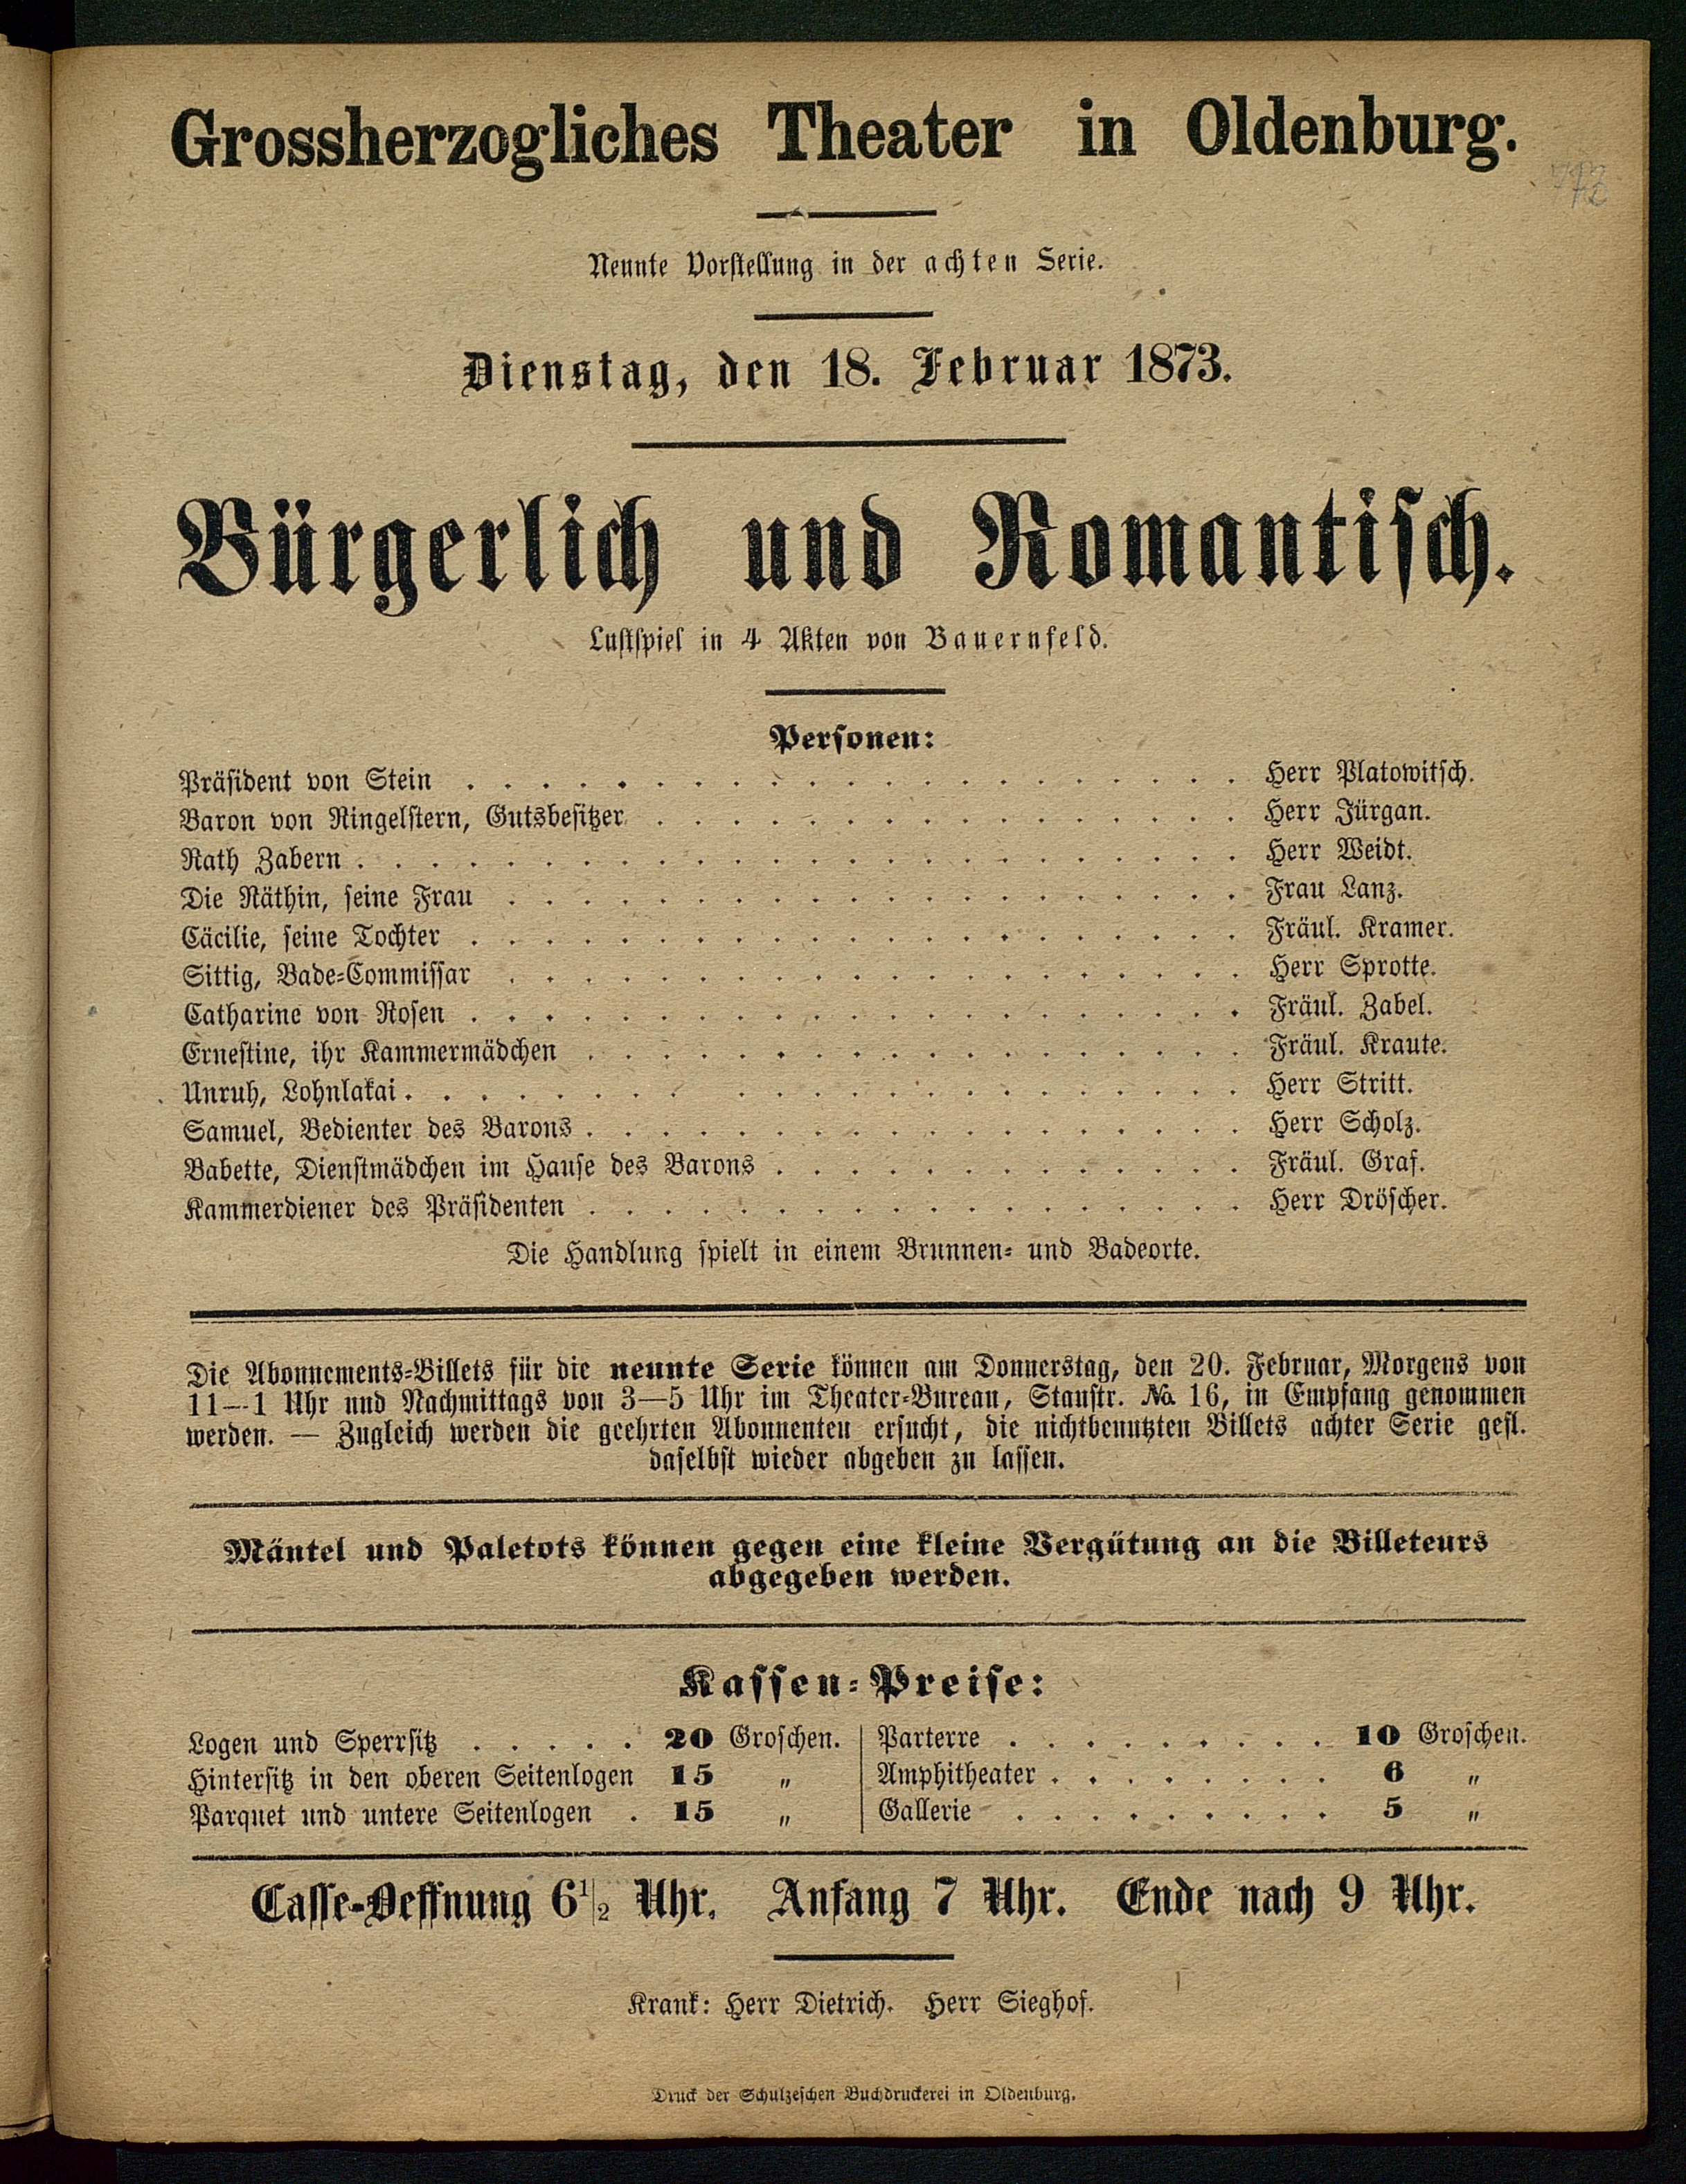 Grossherzogliches Theater in Oldenburg.
Neunte Vorstellung in der achten Serie.
Dienstag, den 18. Februar 1873.
Bürgerlich und Romantisch.
Lustspiel in 4 Akten von Bauernfeld.
Personen:
Präsident von Stein . . . . . . . . . . . . . . . . . . . . . Herr Platowitsch.
Baron von Ringelstern, Gutsbesitzer . . . . . . . . . . . . . . . . Herr Jürgan.
Rath Zabern . . . . . . . . . . . . . . . . . . . . . . . . Herr Weidt.
Die Räthin, seine Frau . . . . . . . . . . . . . . . . . . . . Frau Lanz.
Cäcilie, seine Tochter . . . . . . . . . . . . . . . . . . . . . Fräul. Kramer.
Sittig, Bade-Commissar . . . . . . . . . . . . . . . . . . . . Herr Sprotte.
Catharine von Rosen . . . . . . . . . . . . . . . . . . . . . Fräul. Zabel.
Ernestine, ihr Kammermädchen . . . . . . . . . . . . . . . . . . Fräul. Kraute.
Unruh, Lohnlakai . . . . . . . . . . . . . . . . . . . . . . Herr Stritt.
Samuel, Bedienter des Barons . . . . . . . . . . . . . . . . . . Herr Scholz.
Babette, Dienstmädchen im Hause des Barons . . . . . . . . . . . . . Fräul. Graf.
Kammerdiener des Präsidenten . . . . . . . . . . . . . . . . . . Herr Dröscher.
Die Handlung spielt in einem Brunnen- und Badeorte.
Die Abonnements-Billets für die neunte Serie können am Donnerstag, den 20. Februar, Morgens von
11—1 Uhr und Nachmittags von 3—5 Uhr im Theater-Bureau, Staustr. No. 16, in Empfang genommen
werden. — Zugleich werden die geehrten Abonnenten ersucht, die nichtbenutzten Billets achter Serie gefl.
daselbst wieder abgeben zu lassen.
Mäntel und Paletots können gegen eine kleine Vergütung an die Billeteurs
abgegeben werden.
Kassen-Preise:
Logen und Sperrsitz . . . . . 20 Groschen. | Parterre . . . . . . . . . 10 Groschen.
Hintersitz in den oberen Seitenlogen 15 „ | Amphitheater . . . . . . . . 6 „
Parquet und untere Seitenlogen . 15 „ | Gallerie . . . . . . . . . 5 „
Casse-Oeffnung 6½ Uhr. Anfang 7 Uhr. Ende nach 9 Uhr.
Krank: Herr Dietrich. Herr Sieghof.
Druck der Schulzeschen Buchdruckerei in Oldenburg.